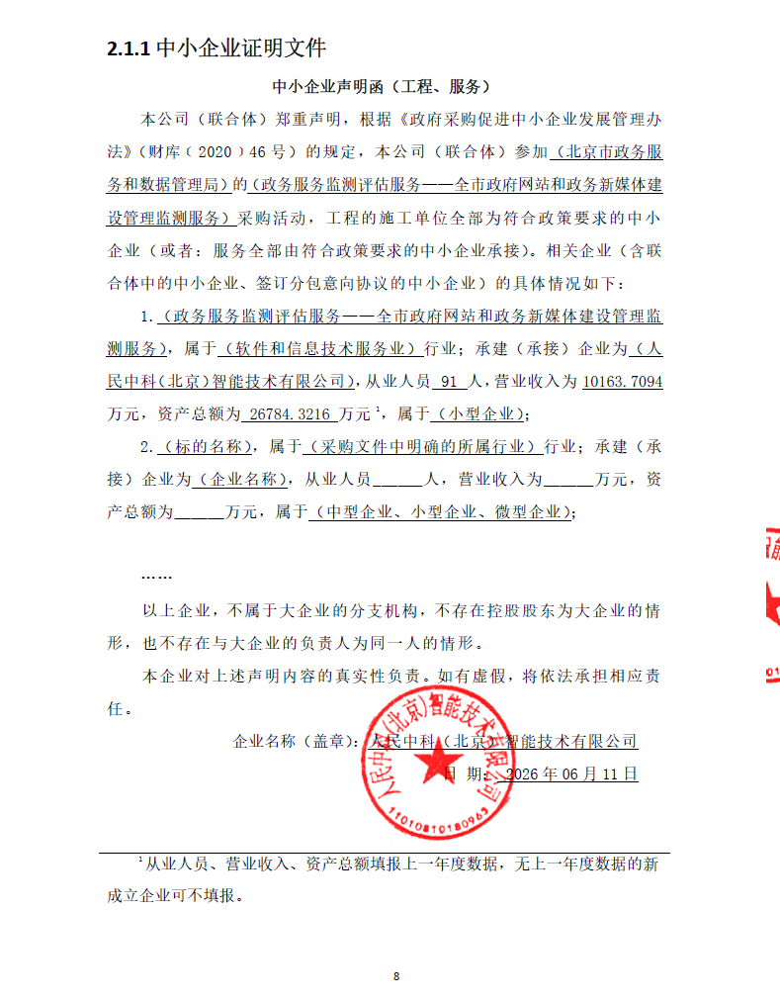 2.1.1 中小企业证明文件
中小企业声明函（工程、服务）
本公司（联合体）郑重声明，根据《政府采购促进中小企业发展管理办
法》（财库﹝2020﹞46 号）的规定，本公司（联合体）参加（北京市政务服
务和数据管理局）的（政务服务监测评估服务——全市政府网站和政务新媒体建
设管理监测服务）采购活动，工程的施工单位全部为符合政策要求的中小
企业（或者：服务全部由符合政策要求的中小企业承接）。相关企业（含联
合体中的中小企业、签订分包意向协议的中小企业）的具体情况如下：
1.（政务服务监测评估服务——全市政府网站和政务新媒体建设管理监
测服务），属于（软件和信息技术服务业）行业；承建（承接）企业为（人
民中科（北京）智能技术有限公司），从业人员 91 人，营业收入为 10163.7094
万元，资产总额为 26784.3216 万元¹，属于（小型企业）；
2.（标的名称），属于（采购文件中明确的所属行业）行业；承建（承
接）企业为（企业名称），从业人员______人，营业收入为______万元，资
产总额为______万元，属于（中型企业、小型企业、微型企业）；
……
以上企业，不属于大企业的分支机构，不存在控股股东为大企业的情
形，也不存在与大企业的负责人为同一人的情形。
本企业对上述声明内容的真实性负责。如有虚假，将依法承担相应责
任。
企业名称（盖章）：人民中科（北京）智能技术有限公司
日 期：2026 年 06 月 11 日
人民中科(北京)智能技术有限公司
11010810180963
¹从业人员、营业收入、资产总额填报上一年度数据，无上一年度数据的新
成立企业可不填报。
8